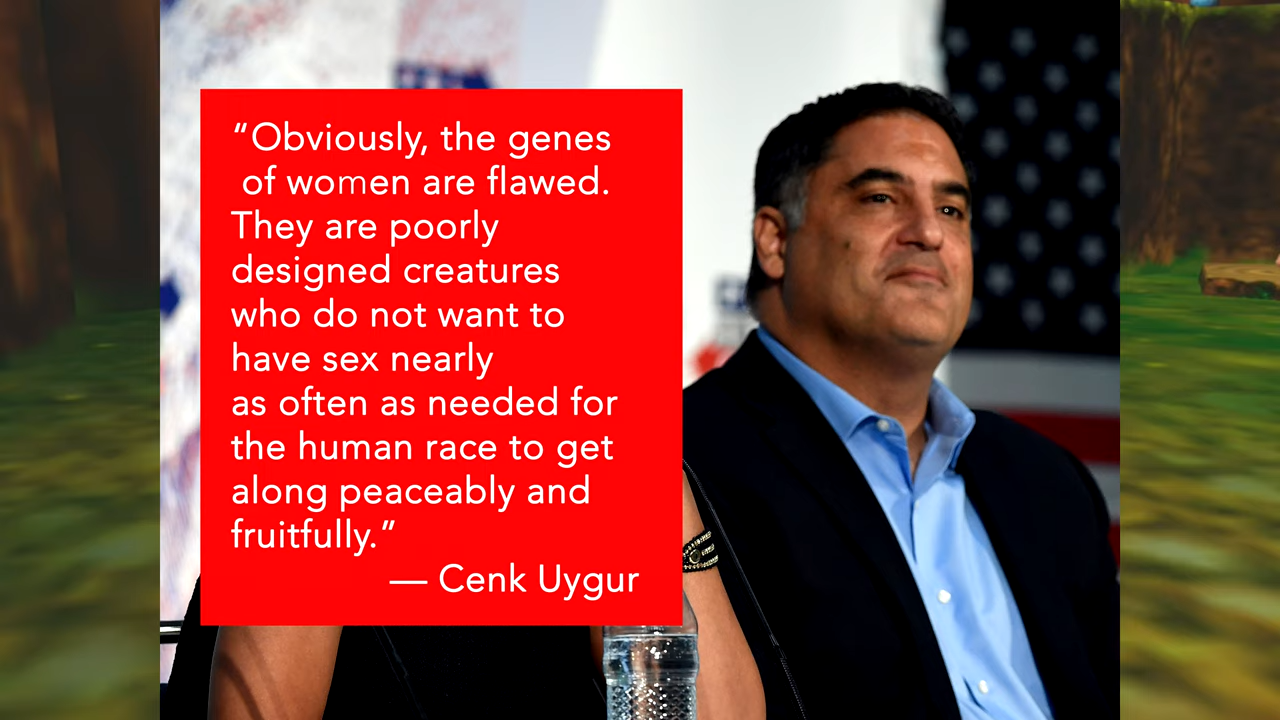 “Obviously, the genes
of women are flawed.
They are poorly
designed creatures
who do not want to
have sex nearly
as often as needed for
the human race to get
along peaceably and
fruitfully.”
— Cenk Uygur